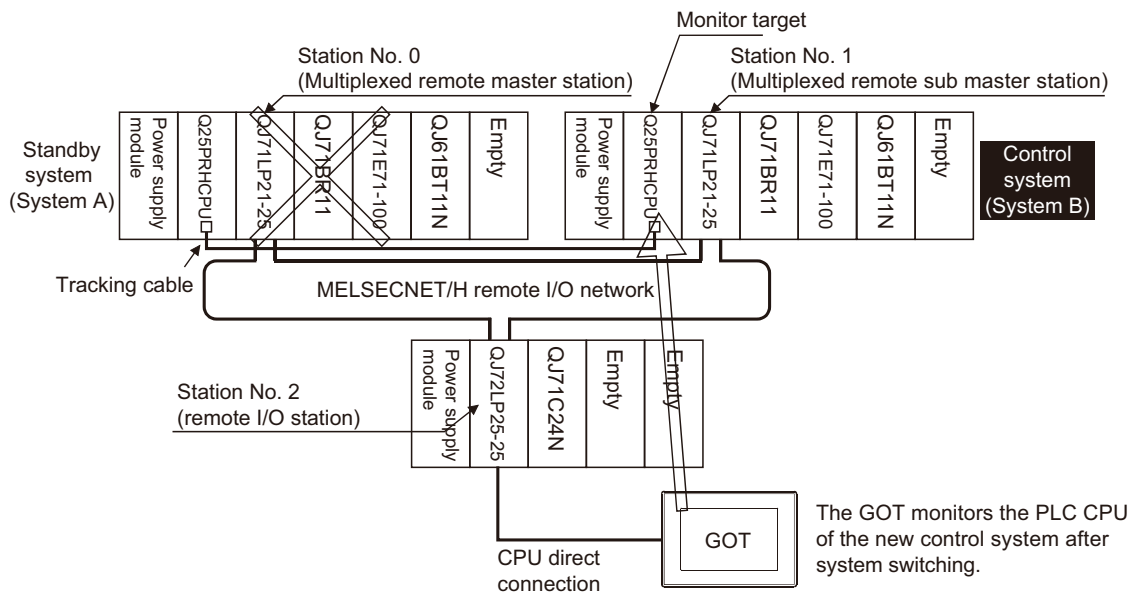 Monitor target
Station No. 0
(Multiplexed remote master station)
Station No. 1
(Multiplexed remote sub master station)
Standby
system
(System A)
Power supply
module
Q25PRHCPU
QJ71LP21-25
QJ71BR11
QJ71E71-100
QJ61BT11N
Empty
Power supply
module
Q25PRHCPU
QJ71LP21-25
QJ71BR11
QJ71E71-100
QJ61BT11N
Empty
Control
system
(System B)
Tracking cable
MELSECNET/H remote I/O network
Station No. 2
(remote I/O station)
Power supply
module
QJ72LP25-25
QJ71C24N
Empty
Empty
GOT
CPU direct
connection
The GOT monitors the PLC CPU
of the new control system after
system switching.